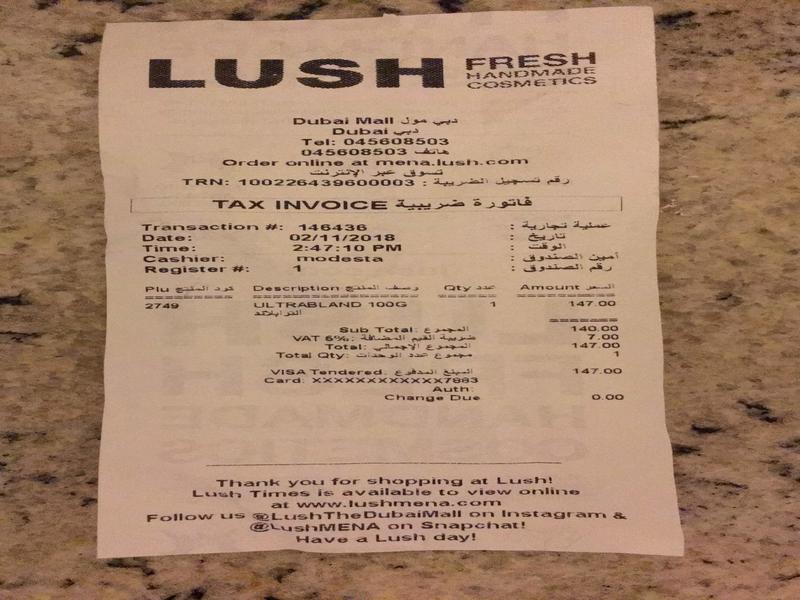 LUSH FRESH HANDMADE COSMETICS
Dubai Mall دبي مول
Dubai دبي
Tel: 045608503
045608503 هاتف
Order online at mena.lush.com
تسوق عبر الإنترنت
TRN: 100226439600003 : رقم تسجيل الضريبة
TAX INVOICE فاتورة ضريبية
Transaction #: 146436 عملية تجارية :
Date: 02/11/2018 تاريخ :
Time: 2:47:10 PM الوقت :
Cashier: modesta أمين الصندوق :
Register #: 1 رقم الصندوق :
Plu كود المنتج Description وصف المنتج Qty عدد Amount السعر
2749 ULTRABLAND 100G 1 147.00
الترابلاند
Sub Total: المجموع 140.00
VAT 5%: ضريبة القيم المضافة 7.00
Total: المجموع الإجمالي 147.00
Total Qty: مجموع عدد الوحدات 1
VISA Tendered: المبلغ المدفوع 147.00
Card: XXXXXXXXXXXX7883
Auth:
Change Due 0.00
Thank you for shopping at Lush!
Lush Times is available to view online
at www.lushmena.com
Follow us @LushTheDubaiMall on Instagram &
@LushMENA on Snapchat!
Have a Lush day!